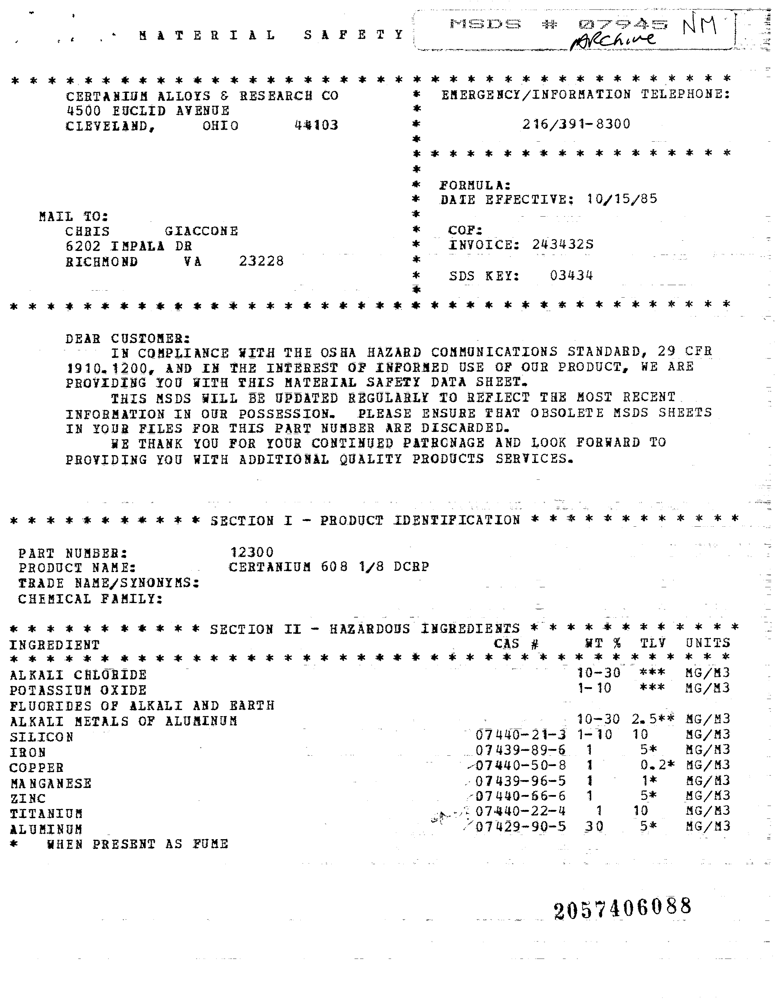 MATERIAL SAFETY
MSDS # 07945 NM
ARChive
* * * * * * * * * * * * * * * * * * * * * * * * * * * * * * * * * * * * * * * *
CERTANIUM ALLOYS & RESEARCH CO * EMERGENCY/INFORMATION TELEPHONE:
4500 EUCLID AVENUE *
CLEVELAND, OHIO 44103 * 216/391-8300
*
* * * * * * * * * * * * * * * * * *
*
* FORMULA:
* DATE EFFECTIVE: 10/15/85
MAIL TO: *
CHRIS GIACCONE * COP:
6202 IMPALA DR * INVOICE: 243432S
RICHMOND VA 23228 *
* SDS KEY: 03434
*
* * * * * * * * * * * * * * * * * * * * * * * * * * * * * * * * * * * * * * * *
DEAR CUSTOMER:
IN COMPLIANCE WITH THE OSHA HAZARD COMMUNICATIONS STANDARD, 29 CFR
1910.1200, AND IN THE INTEREST OF INFORMED USE OF OUR PRODUCT, WE ARE
PROVIDING YOU WITH THIS MATERIAL SAFETY DATA SHEET.
THIS MSDS WILL BE UPDATED REGULARLY TO REFLECT THE MOST RECENT
INFORMATION IN OUR POSSESSION. PLEASE ENSURE THAT OBSOLETE MSDS SHEETS
IN YOUR FILES FOR THIS PART NUMBER ARE DISCARDED.
WE THANK YOU FOR YOUR CONTINUED PATRONAGE AND LOOK FORWARD TO
PROVIDING YOU WITH ADDITIONAL QUALITY PRODUCTS SERVICES.
* * * * * * * * * * * SECTION I - PRODUCT IDENTIFICATION * * * * * * * * * * * *
PART NUMBER: 12300
PRODUCT NAME: CERTANIUM 608 1/8 DCRP
TRADE NAME/SYNONYMS:
CHEMICAL FAMILY:
* * * * * * * * * * * SECTION II - HAZARDOUS INGREDIENTS * * * * * * * * * * * *
INGREDIENT CAS # WT % TLV UNITS
* * * * * * * * * * * * * * * * * * * * * * * * * * * * * * * * * * * * * * * *
ALKALI CHLORIDE 10-30 *** MG/M3
POTASSIUM OXIDE 1-10 *** MG/M3
FLUORIDES OF ALKALI AND EARTH
ALKALI METALS OF ALUMINUM 10-30 2.5** MG/M3
SILICON 07440-21-3 1-10 10 MG/M3
IRON 07439-89-6 1 5* MG/M3
COPPER 07440-50-8 1 0.2* MG/M3
MANGANESE 07439-96-5 1 1* MG/M3
ZINC 07440-66-6 1 5* MG/M3
TITANIUM 07440-22-4 1 10 MG/M3
ALUMINUM 07429-90-5 30 5* MG/M3
* WHEN PRESENT AS FUME
2057406088